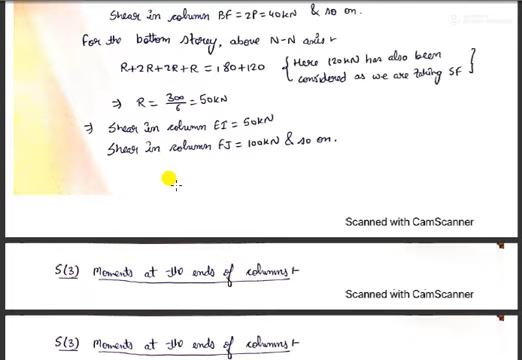 Shear in column BF = 2P = 40kN & so on.
For the bottom story, above N-N axis:-
R+2R+2R+R = 180+120 {Here 120kN has also been
considered as we are taking SF}
⇒ R = 300/6 = 50kN
⇒ Shear in column EI = 50kN
Shear in column FJ = 100kN & so on.
Scanned with CamScanner
S(3) Moments at the ends of columns:-
Scanned with CamScanner
S(3) Moments at the ends of columns:-